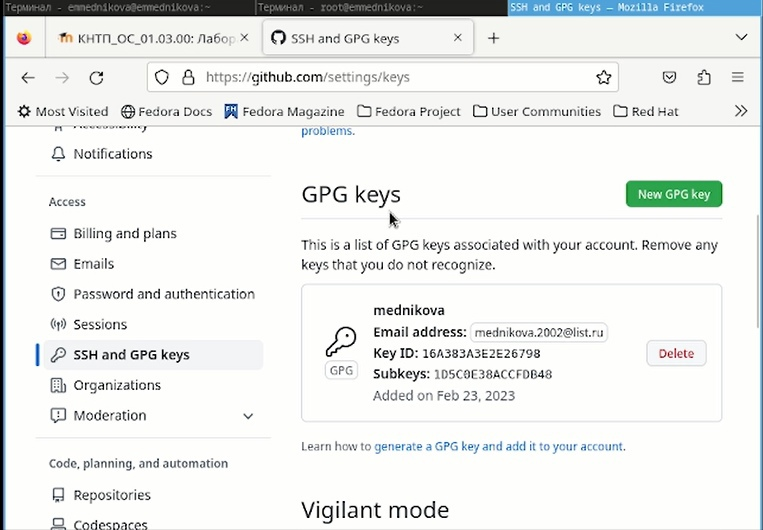 Терминал - emmednikova@emmednikova:~
Терминал - root@emmednikova:~
SSH and GPG keys — Mozilla Firefox
КНТП_ОС_01.03.00: Лабор
SSH and GPG keys
https://github.com/settings/keys
Most Visited
Fedora Docs
Fedora Magazine
Fedora Project
User Communities
Red Hat
Accessibility
Notifications
Access
Billing and plans
Emails
Password and authentication
Sessions
SSH and GPG keys
Organizations
Moderation
Code, planning, and automation
Repositories
Codespaces
problems.
GPG keys
New GPG key
This is a list of GPG keys associated with your account. Remove any
keys that you do not recognize.
GPG
mednikova
Email address: mednikova.2002@list.ru
Key ID: 16A383A3E2E26798
Subkeys: 1D5C0E38ACCFDB48
Added on Feb 23, 2023
Delete
Learn how to generate a GPG key and add it to your account.
Vigilant mode